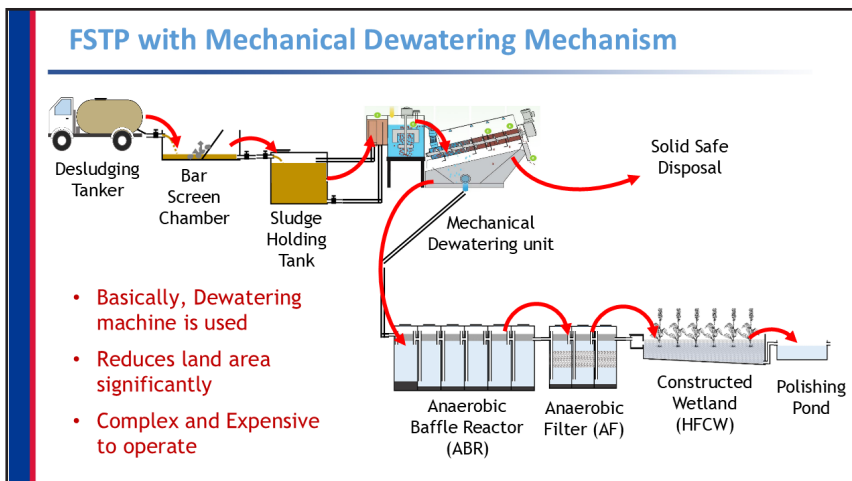 FSTP with Mechanical Dewatering Mechanism
Desludging
Tanker
Bar
Screen
Chamber
Sludge
Holding
Tank
Mechanical
Dewatering unit
Solid Safe
Disposal
• Basically, Dewatering
machine is used
• Reduces land area
significantly
• Complex and Expensive
to operate
Anaerobic
Baffle Reactor
(ABR)
Anaerobic
Filter (AF)
Constructed
Wetland
(HFCW)
Polishing
Pond